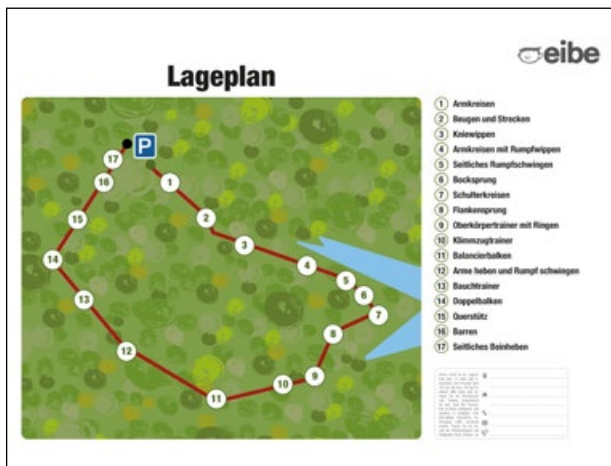 eibe
Lageplan
P
1 Armkreisen
2 Beugen und Strecken
3 Kniewippen
4 Armkreisen mit Rumpfwippen
5 Seitliches Rumpfschwingen
6 Bocksprung
7 Schulterkreisen
8 Flankensprung
9 Oberkörpertrainer mit Ringen
10 Klimmzugtrainer
11 Balancierbalken
12 Arme heben und Rumpf schwingen
13 Bauchtrainer
14 Doppelbalken
15 Querstütz
16 Barren
17 Seitliches Beinheben
17
16
1
15
2
3
14
4
5
6
13
7
8
12
9
10
11